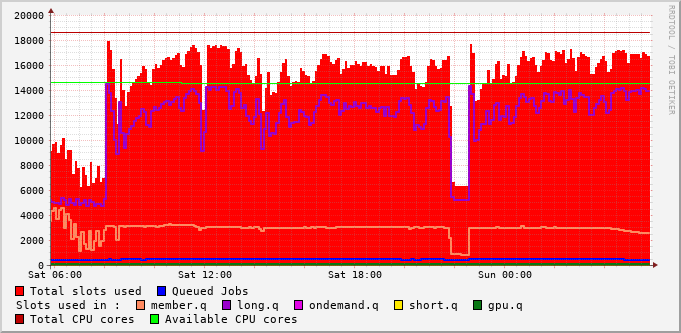 20000
18000
16000
14000
12000
10000
8000
6000
4000
2000
0
Sat 06:00 Sat 12:00 Sat 18:00 Sun 00:00
Total slots used Queued Jobs
Slots used in : member.q long.q ondemand.q short.q gpu.q
Total CPU cores Available CPU cores
RRDTOOL / TOBI OETIKER